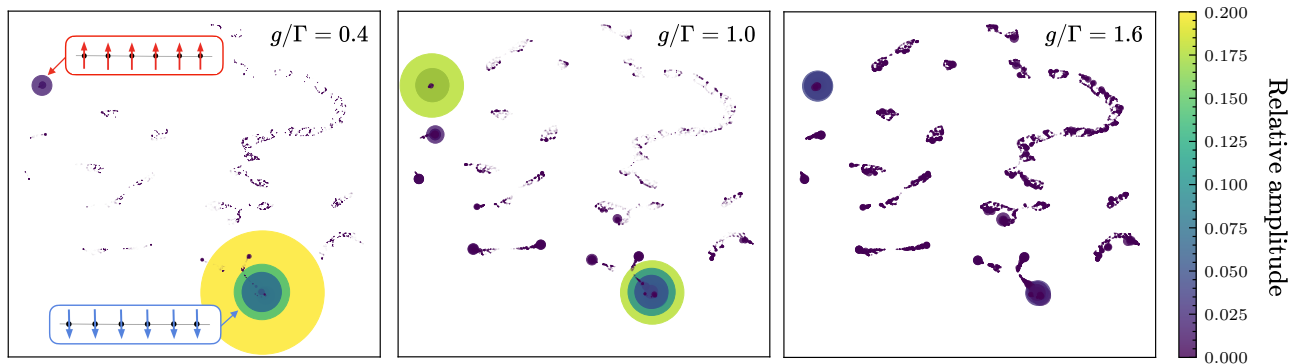 g/Γ = 0.4
g/Γ = 1.0
g/Γ = 1.6
0.200
0.175
0.150
0.125
0.100
0.075
0.050
0.025
0.000
Relative amplitude